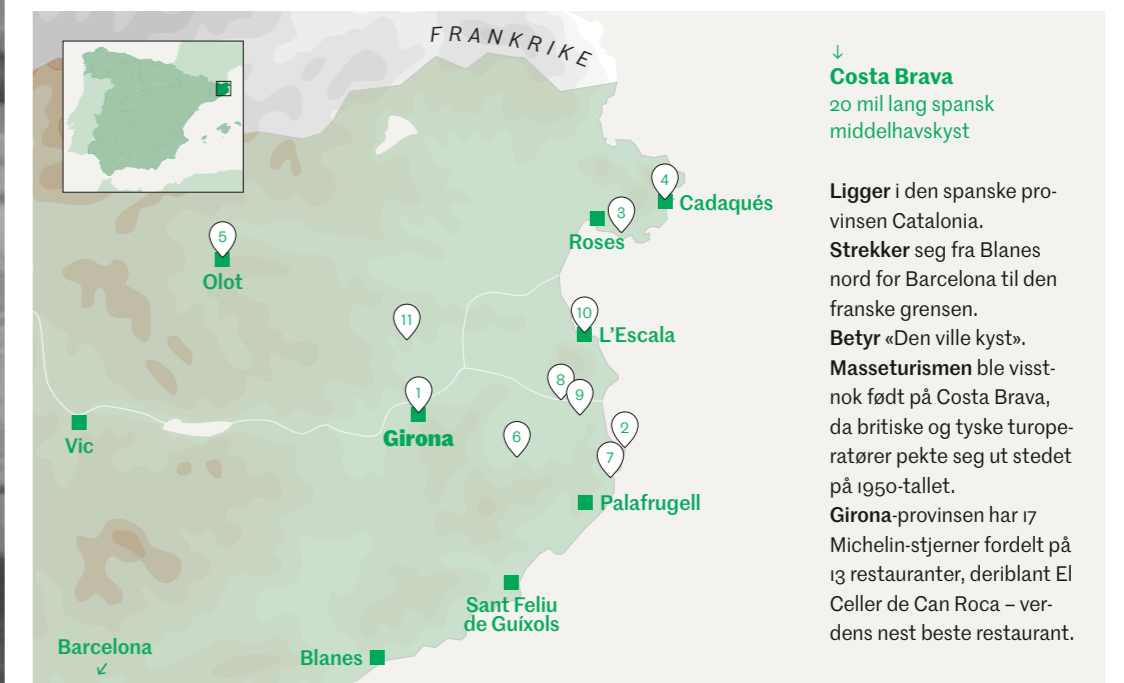 FRANKRIKE
4
Cadaqués
3
Roses
5
Olot
10
L’Escala
11
8
9
1
Girona
2
6
7
Vic
Palafrugell
Sant Feliu
de Guíxols
Barcelona
↙
Blanes
↓
Costa Brava
20 mil lang spansk
middelhavskyst
Ligger i den spanske pro-
vinsen Catalonia.
Strekker seg fra Blanes
nord for Barcelona til den
franske grensen.
Betyr «Den ville kyst».
Masseturismen ble visst-
nok født på Costa Brava,
da britiske og tyske turope-
ratører pekte seg ut stedet
på 1950-tallet.
Girona-provinsen har 17
Michelin-stjerner fordelt på
13 restauranter, deriblant El
Celler de Can Roca – ver-
dens nest beste restaurant.